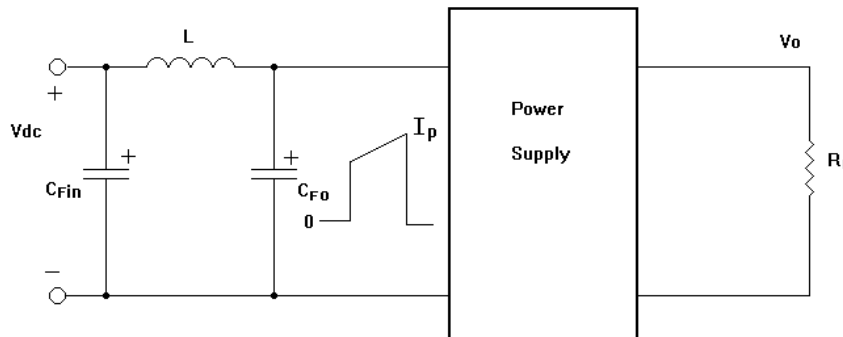 L
Vo
+
Vdc
Power
Supply
Ip
+
+
CFin
CFO
0
R
−